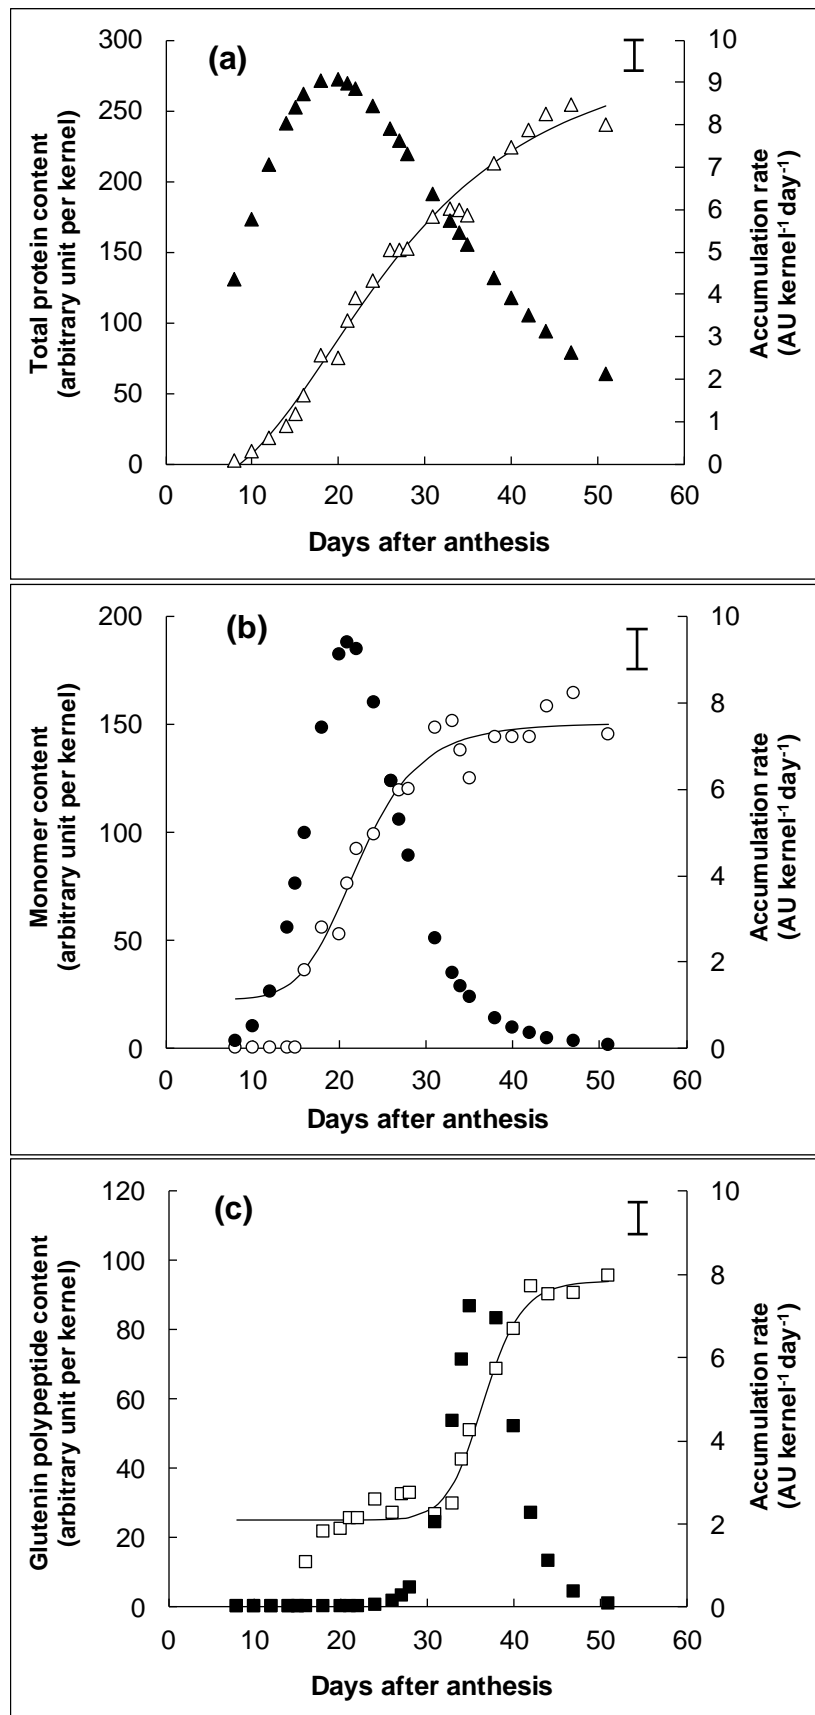 (a)
Total protein content
(arbitrary unit per kernel)
300
250
200
150
100
50
0
10
9
8
7
6
5
4
3
2
1
0
Accumulation rate
(AU kernel-1 day-1)
0 10 20 30 40 50 60
Days after anthesis
(b)
Monomer content
(arbitrary unit per kernel)
200
150
100
50
0
10
8
6
4
2
0
Accumulation rate
(AU kernel-1 day-1)
0 10 20 30 40 50 60
Days after anthesis
(c)
Glutenin polypeptide content
(arbitrary unit per kernel)
120
100
80
60
40
20
0
10
8
6
4
2
0
Accumulation rate
(AU kernel-1 day-1)
0 10 20 30 40 50 60
Days after anthesis